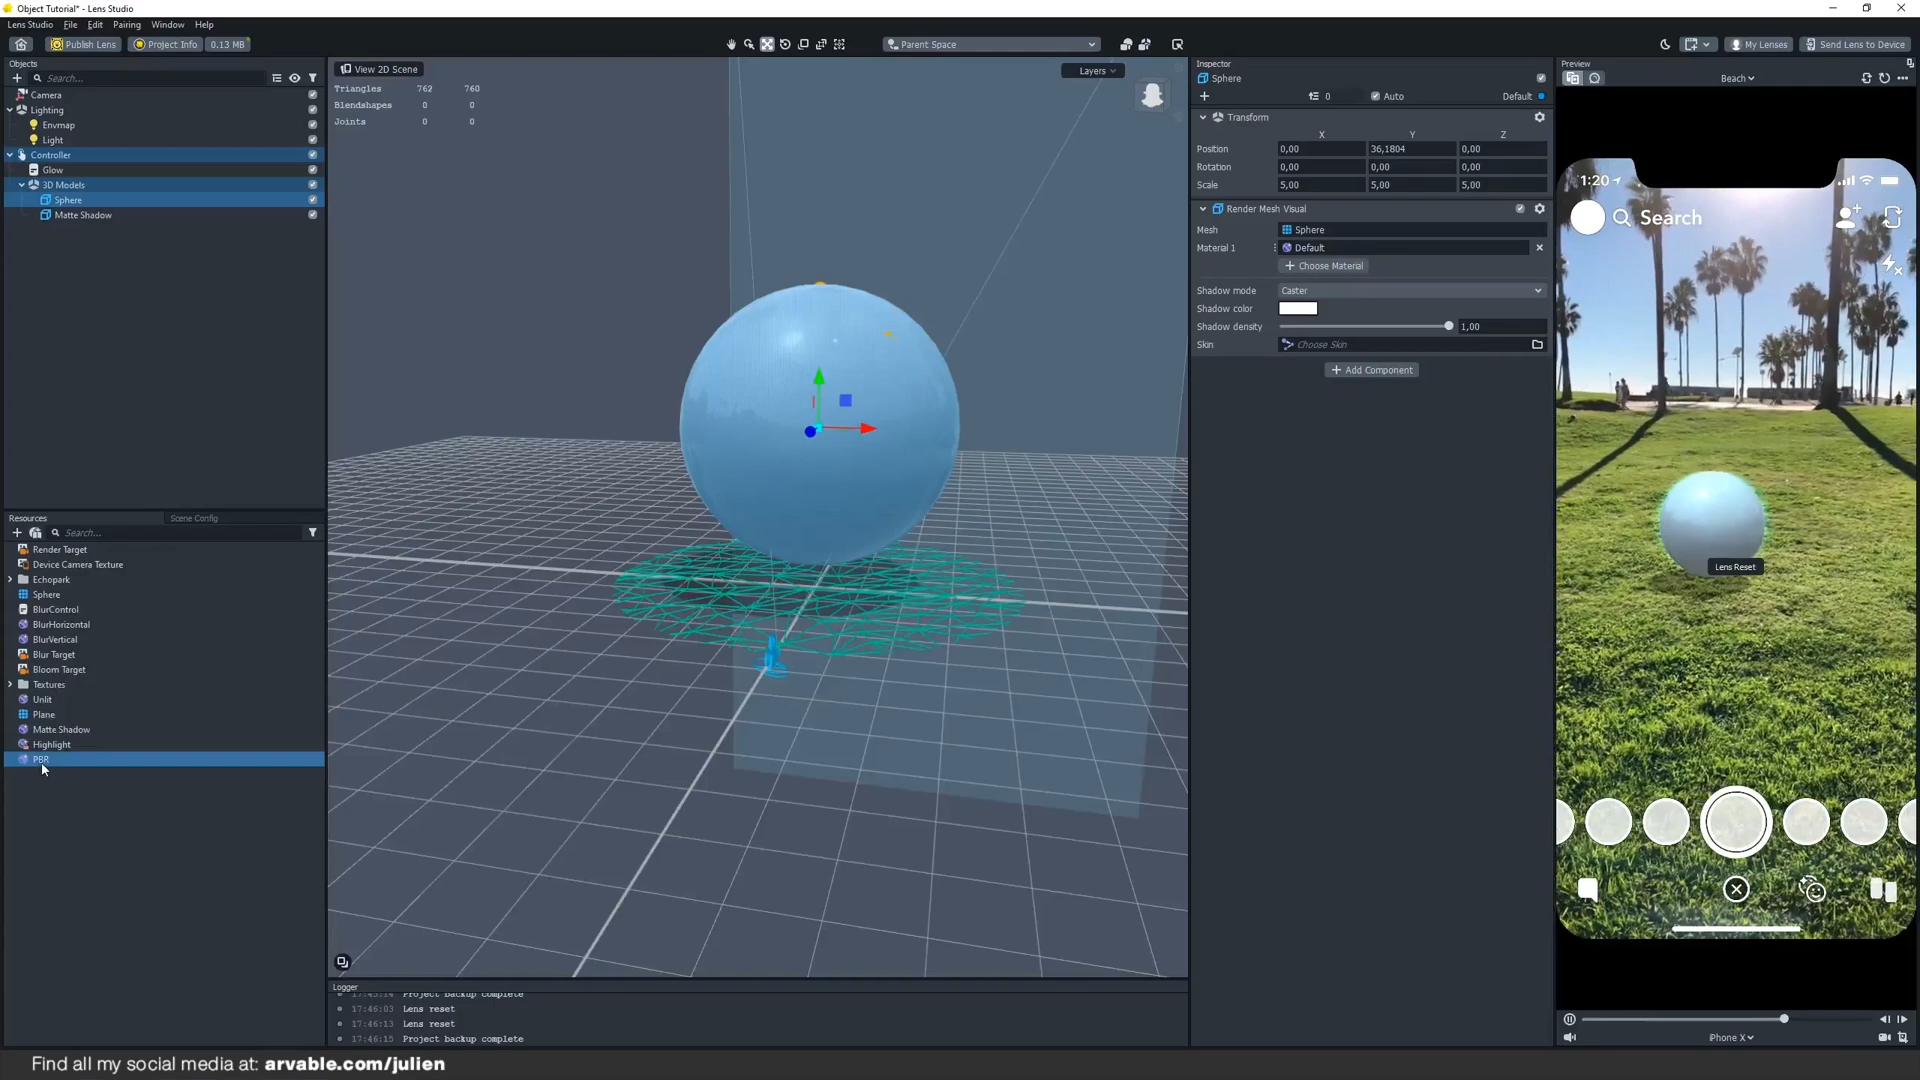 Object Tutorial* - Lens Studio
Lens Studio File Edit Pairing Window Help
Publish Lens Project Info 0.13 MB
Parent Space
My Lenses Send Lens to Device
Objects
Search...
Camera
Lighting
Envmap
Light
Controller
Glow
3D Models
Sphere
Matte Shadow
Resources Scene Config
Search...
Render Target
Device Camera Texture
Echopark
Sphere
BlurControl
BlurHorizontal
BlurVertical
Blur Target
Bloom Target
Textures
Unlit
Plane
Matte Shadow
Highlight
PBR
View 2D Scene
Layers
Triangles 762 760
Blendshapes 0 0
Joints 0 0
Logger
17:45:14 Project backup complete
17:46:03 Lens reset
17:46:13 Lens reset
17:46:15 Project backup complete
Inspector
Sphere
0 Auto Default
Transform
X Y Z
Position 0,00 36,1804 0,00
Rotation 0,00 0,00 0,00
Scale 5,00 5,00 5,00
Render Mesh Visual
Mesh Sphere
Material 1 Default
+ Choose Material
Shadow mode Caster
Shadow color
Shadow density 1,00
Skin Choose Skin
+ Add Component
Preview
Beach
1:20
Search
Lens Reset
iPhone X
Find all my social media at: arvable.com/julien